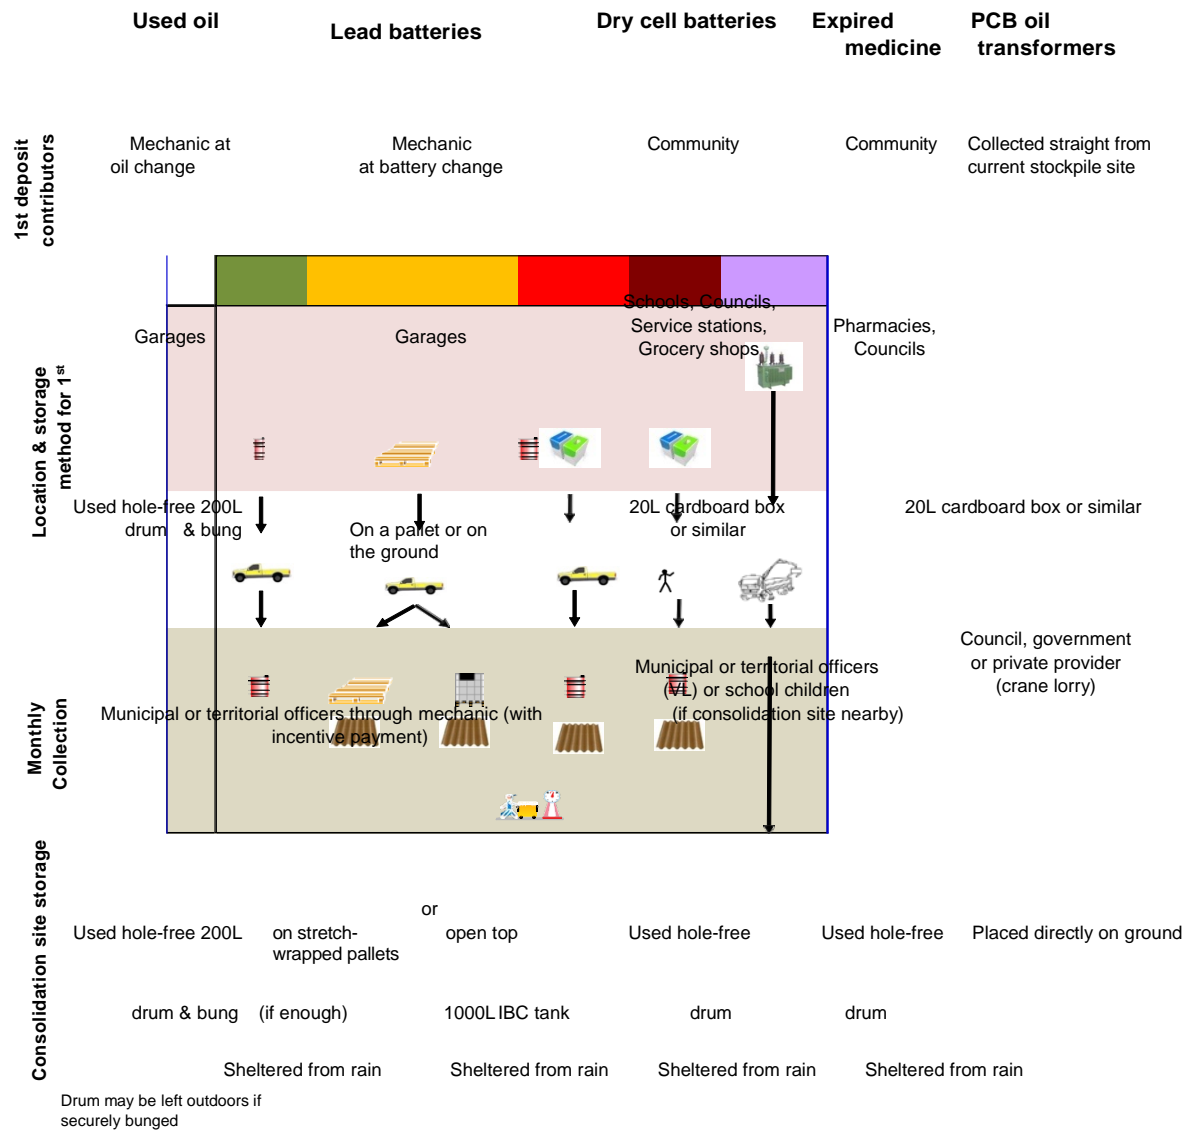 Used oil
Lead batteries
Dry cell batteries
Expired
medicine
PCB oil
transformers
1st deposit
contributors
Mechanic at
oil change
Mechanic
at battery change
Community
Community
Collected straight from
current stockpile site
Location & storage
method for 1st
Garages
Garages
Schools, Councils,
Service stations,
Grocery shops
Pharmacies,
Councils
Used hole-free 200L
drum & bung
On a pallet or on
the ground
20L cardboard box
or similar
20L cardboard box or similar
Monthly
Collection
Municipal or territorial officers through mechanic (with
incentive payment)
Municipal or territorial officers
(VL) or school children
(if consolidation site nearby)
Council, government
or private provider
(crane lorry)
Consolidation site storage
Used hole-free 200L
drum & bung
on stretch-
wrapped pallets
(if enough)
or
open top
1000L IBC tank
Used hole-free
drum
Used hole-free
drum
Placed directly on ground
Sheltered from rain
Sheltered from rain
Sheltered from rain
Sheltered from rain
Drum may be left outdoors if
securely bunged